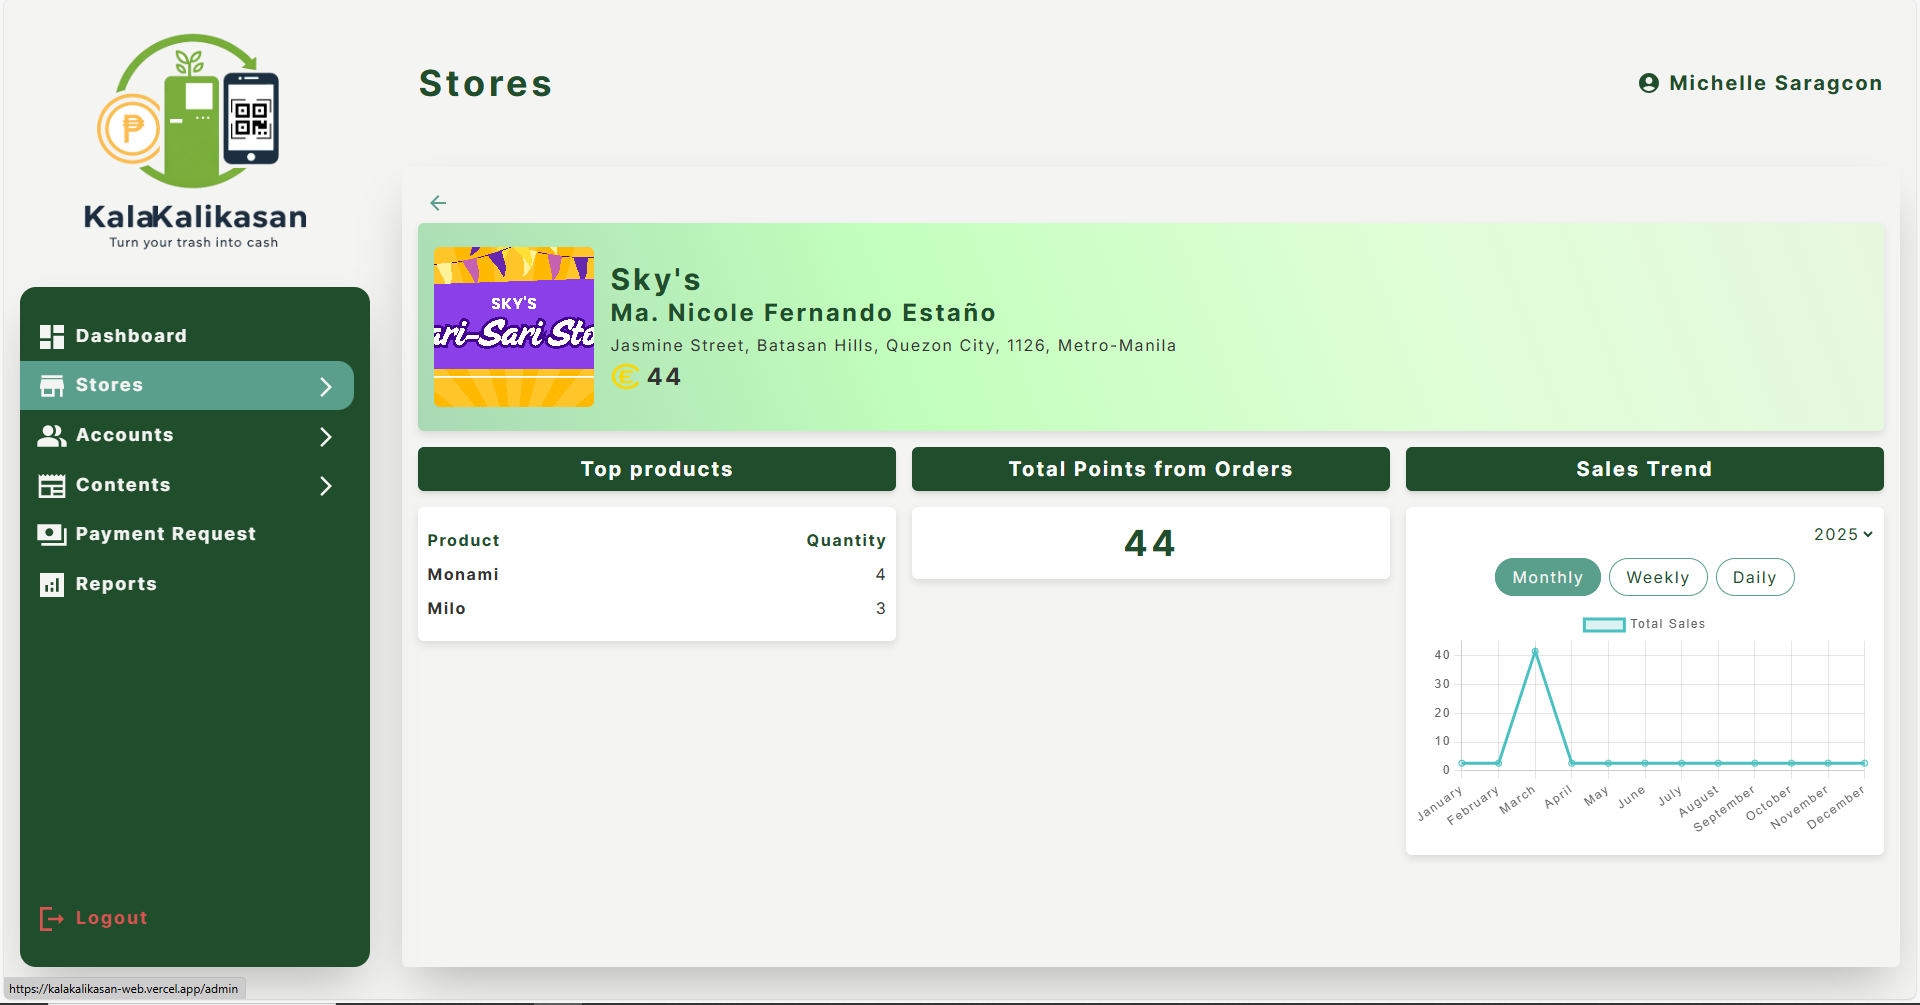 KalaKalikasan
Turn your trash into cash
Stores
Michelle Saragcon
Dashboard
Stores
Accounts
Contents
Payment Request
Reports
Logout
SKY'S
ari-Sari Sto
Sky's
Ma. Nicole Fernando Estaño
Jasmine Street, Batasan Hills, Quezon City, 1126, Metro-Manila
44
Top products
Product Quantity
Monami 4
Milo 3
Total Points from Orders
44
Sales Trend
2025
Monthly Weekly Daily
Total Sales
40
30
20
10
0
January February March April May June July August September October November December
https://kalakalikasan-web.vercel.app/admin